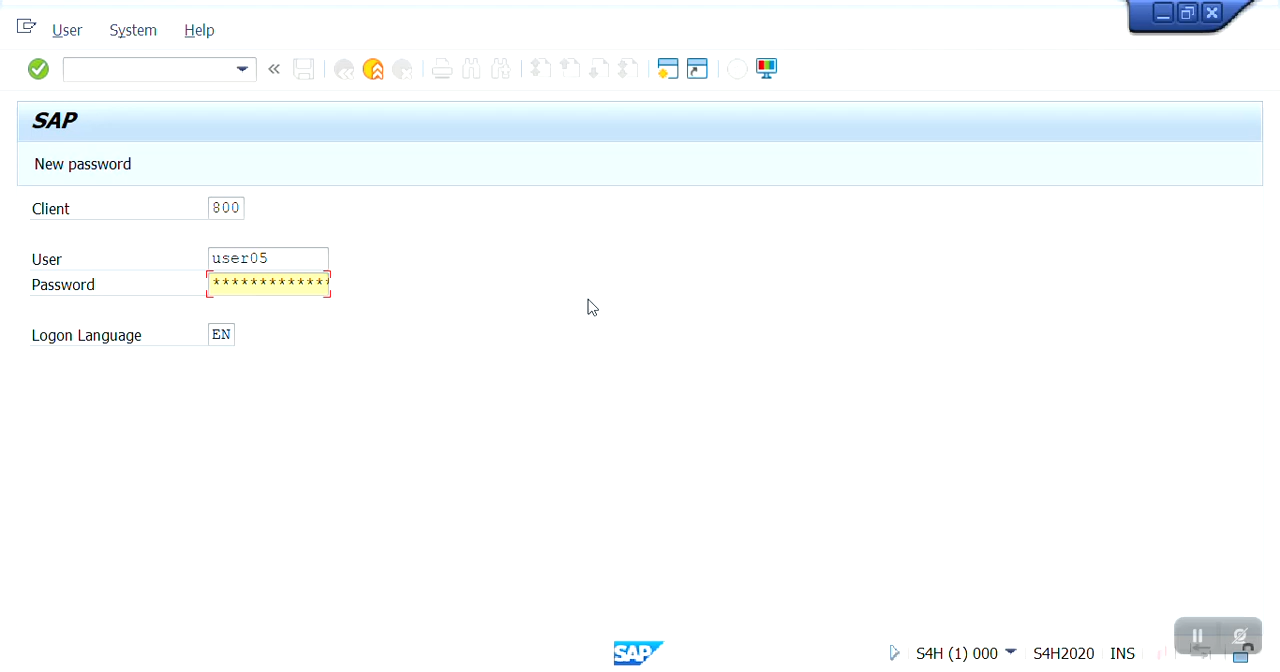 User System Help
SAP
New password
Client 800
User user05
Password *************
Logon Language EN
SAP S4H (1) 000 S4H2020 INS